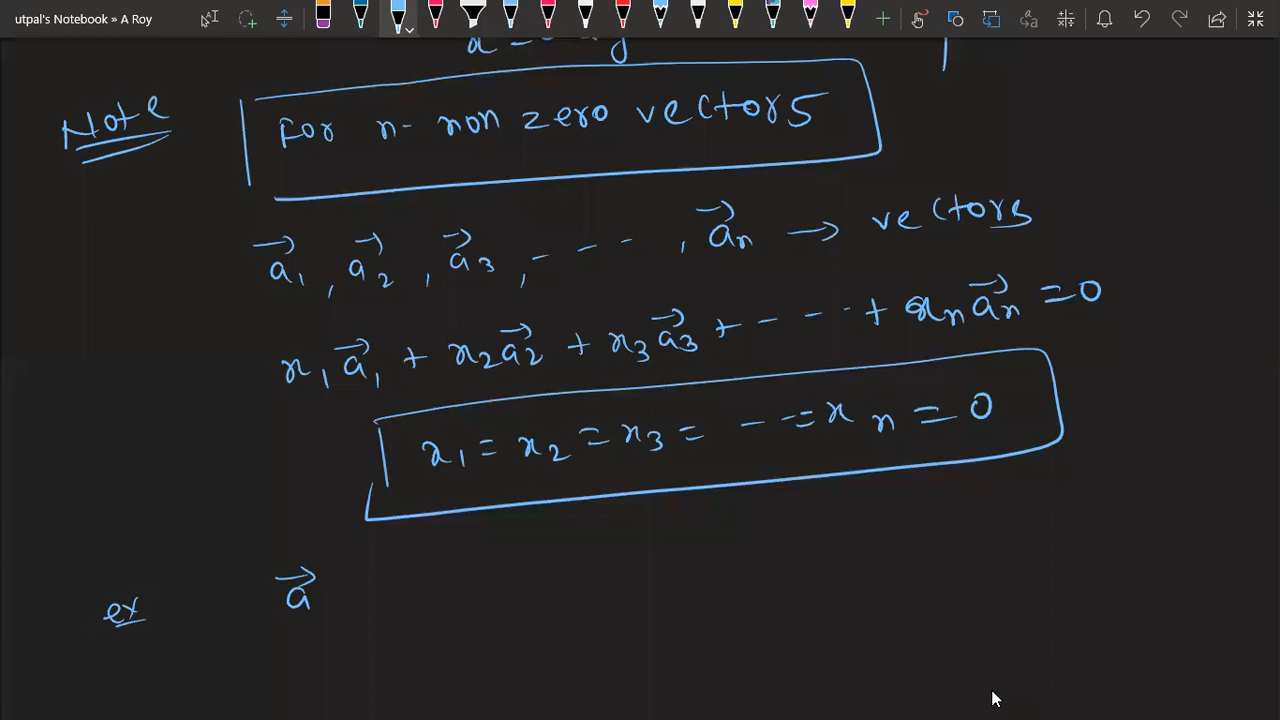 utpal's Notebook » A Roy
Note
For n- non zero vectors
a⃗₁, a⃗₂, a⃗₃, - - - -, a⃗n → vectors
x₁a⃗₁ + x₂a⃗₂ + x₃a⃗₃ + - - - - + xna⃗n = 0
x₁ = x₂ = x₃ = - - - = xn = 0
ex a⃗